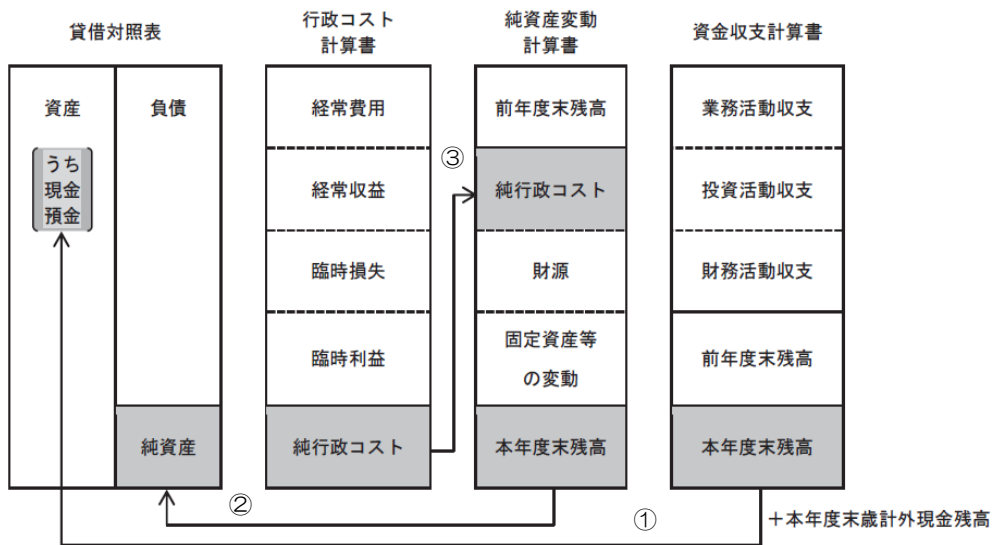 貸借対照表
行政コスト
計算書
純資産変動
計算書
資金収支計算書
資産
負債
うち
現金
預金
純資産
経常費用
経常収益
臨時損失
臨時利益
純行政コスト
前年度末残高
③
純行政コスト
財源
固定資産等
の変動
本年度末残高
業務活動収支
投資活動収支
財務活動収支
前年度末残高
本年度末残高
②
①
＋本年度末歳計外現金残高